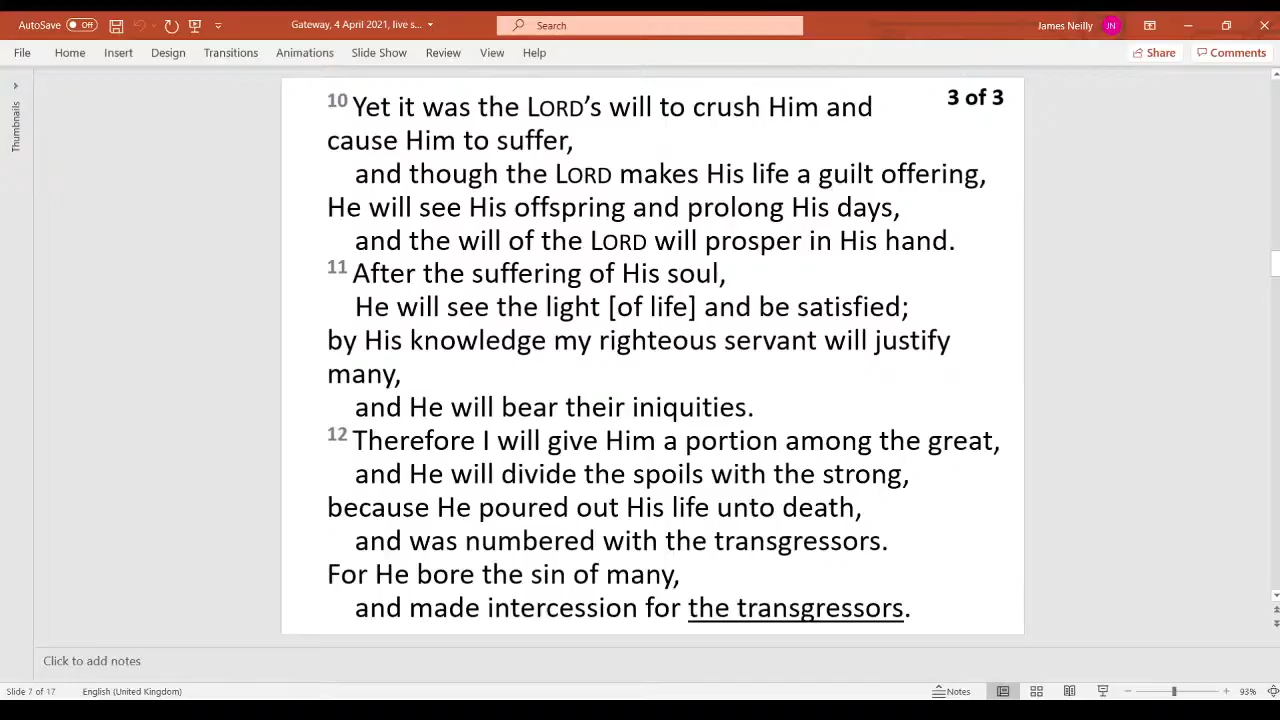 AutoSave Off Gateway, 4 April 2021, live s... Search James Neilly JN
File Home Insert Design Transitions Animations Slide Show Review View Help Share Comments
Thumbnails
3 of 3
10 Yet it was the LORD’s will to crush Him and
cause Him to suffer,
and though the LORD makes His life a guilt offering,
He will see His offspring and prolong His days,
and the will of the LORD will prosper in His hand.
11 After the suffering of His soul,
He will see the light [of life] and be satisfied;
by His knowledge my righteous servant will justify
many,
and He will bear their iniquities.
12 Therefore I will give Him a portion among the great,
and He will divide the spoils with the strong,
because He poured out His life unto death,
and was numbered with the transgressors.
For He bore the sin of many,
and made intercession for the transgressors.
Click to add notes
Slide 7 of 17 English (United Kingdom) Notes 93%